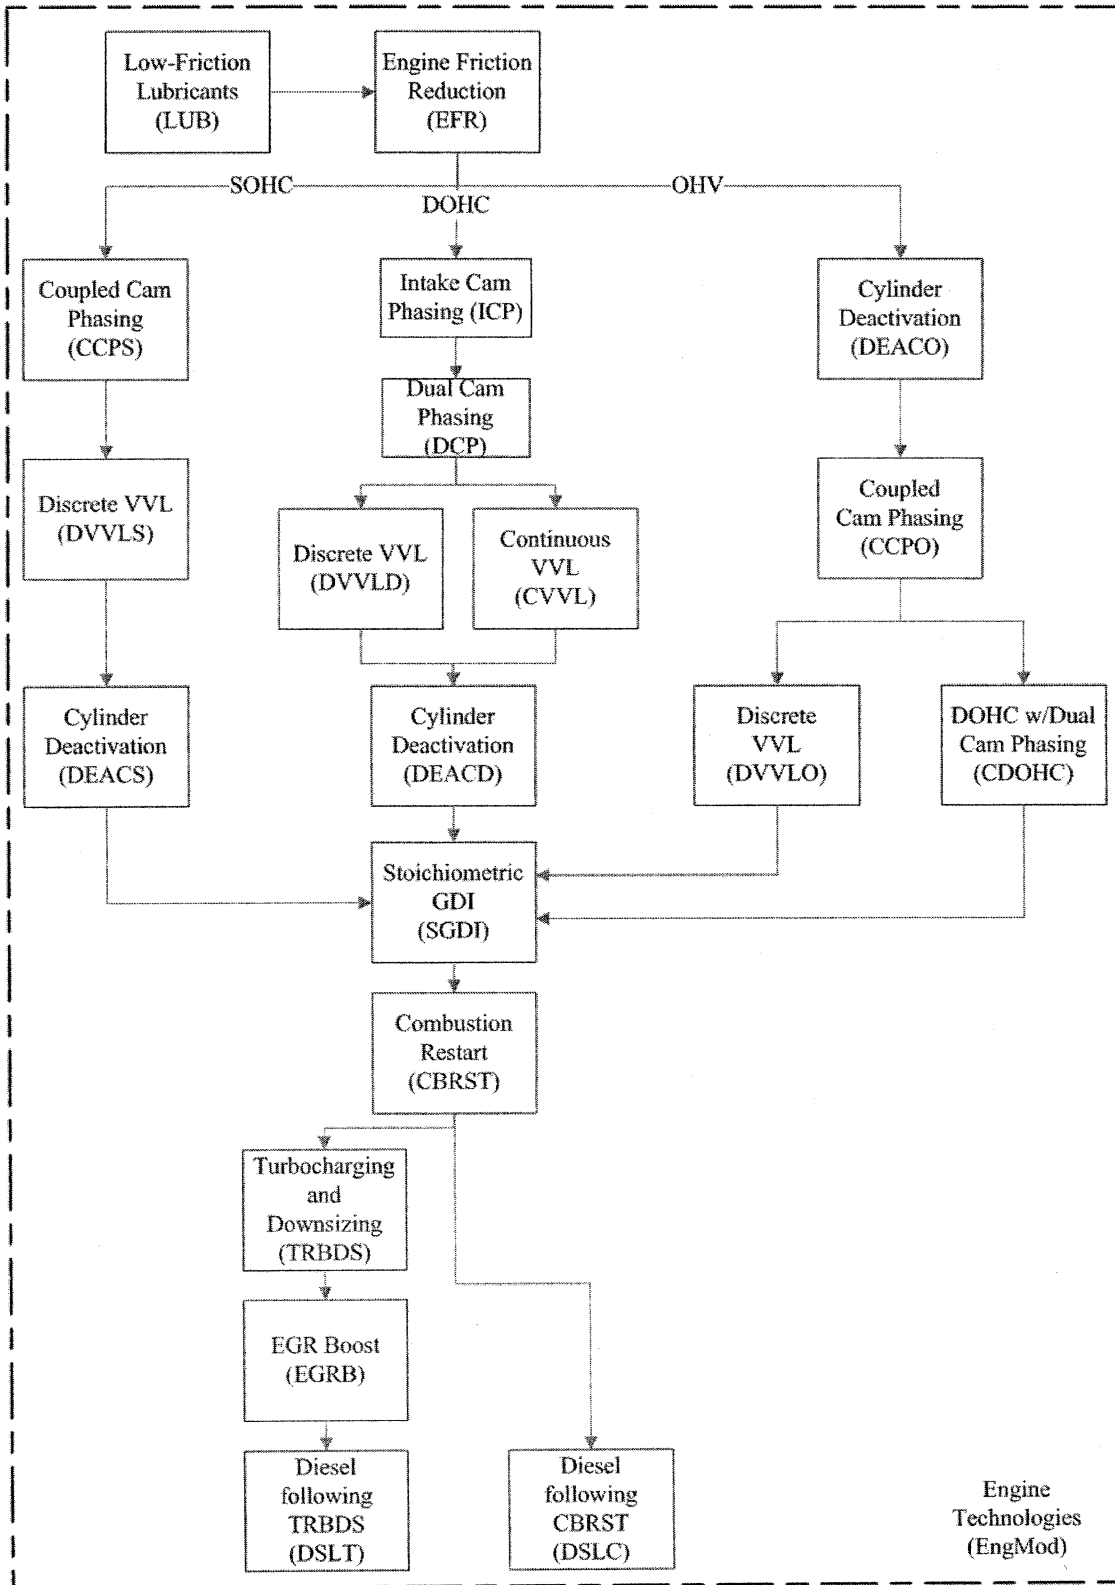 Low-Friction
Lubricants
(LUB)
Engine Friction
Reduction
(EFR)
SOHC
DOHC
OHV
Coupled Cam
Phasing
(CCPS)
Intake Cam
Phasing (ICP)
Cylinder
Deactivation
(DEACO)
Dual Cam
Phasing
(DCP)
Discrete VVL
(DVVLS)
Discrete VVL
(DVVLD)
Continuous
VVL
(CVVL)
Coupled
Cam Phasing
(CCPO)
Cylinder
Deactivation
(DEACS)
Cylinder
Deactivation
(DEACD)
Discrete
VVL
(DVVLO)
DOHC w/Dual
Cam Phasing
(CDOHC)
Stoichiometric
GDI
(SGDI)
Combustion
Restart
(CBRST)
Turbocharging
and
Downsizing
(TRBDS)
EGR Boost
(EGRB)
Diesel
following
TRBDS
(DSLT)
Diesel
following
CBRST
(DSLC)
Engine
Technologies
(EngMod)